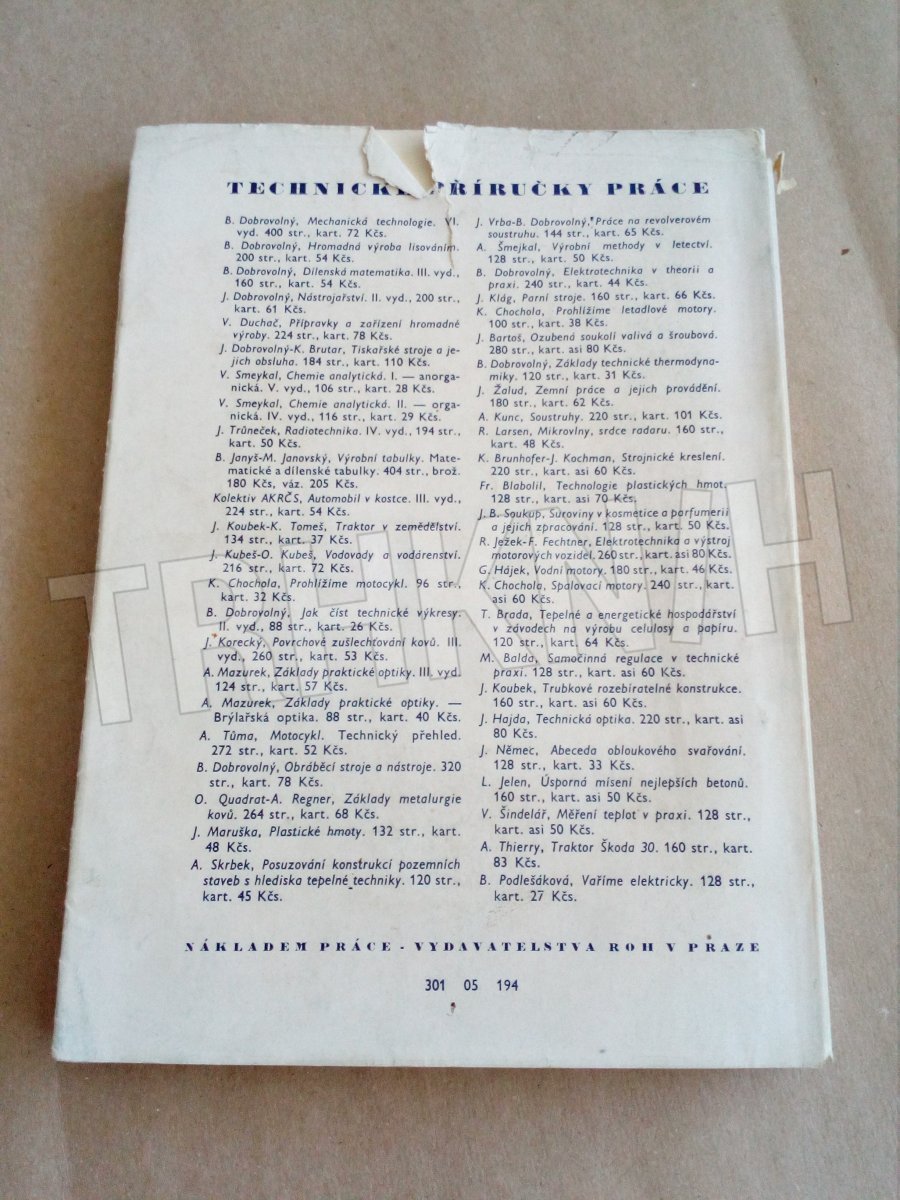 TECHNICKÉ PŘÍRUČKY PRÁCE
B. Dobrovolný, Mechanická technologie. VI.
vyd. 400 str., kart. 72 Kčs.
B. Dobrovolný, Hromadná výroba lisováním.
200 str., kart. 54 Kčs.
B. Dobrovolný, Dílenská matematika. III. vyd.,
160 str., kart. 54 Kčs.
J. Dobrovolný, Nástrojařství. II. vyd., 200 str.,
kart. 61 Kčs.
V. Duchač, Přípravky a zařízení hromadné
výroby. 224 str., kart. 78 Kčs.
J. Dobrovolný-K. Brutar, Tiskařské stroje a je-
jich obsluha. 184 str., kart. 110 Kčs.
V. Smeykal, Chemie analytická. I. — anorga-
nická. V. vyd., 106 str., kart. 28 Kčs.
V. Smeykal, Chemie analytická. II. — orga-
nická. IV. vyd., 116 str., kart. 29 Kčs.
J. Trůneček, Radiotechnika. IV. vyd., 194 str.,
kart. 50 Kčs.
B. Janyš-M. Janovský, Výrobní tabulky. Mate-
matické a dílenské tabulky. 404 str., brož.
180 Kčs, váz. 205 Kčs.
Kolektiv AKRČS, Automobil v kostce. III. vyd.,
224 str., kart. 54 Kčs.
J. Koubek-K. Tomeš, Traktor v zemědělství.
134 str., kart. 37 Kčs.
J. Kubeš-O. Kubeš, Vodovody a vodárenství.
216 str., kart. 72 Kčs.
K. Chochola, Prohlížíme motocykl. 96 str.,
kart. 32 Kčs.
B. Dobrovolný, Jak číst technické výkresy.
II. vyd., 88 str., kart. 26 Kčs.
J. Korecký, Povrchové zušlechťování kovů. III.
vyd., 260 str., kart. 53 Kčs.
A. Mazurek, Základy praktické optiky. III. vyd.
124 str., kart. 57 Kčs.
A. Mazurek, Základy praktické optiky. —
Brýlařská optika. 88 str., kart. 40 Kčs.
A. Tůma, Motocykl. Technický přehled.
272 str., kart. 52 Kčs.
B. Dobrovolný, Obráběcí stroje a nástroje. 320
str., kart. 78 Kčs.
O. Quadrat-A. Regner, Základy metalurgie
kovů. 264 str., kart. 68 Kčs.
J. Maruška, Plastické hmoty. 132 str., kart.
48 Kčs.
A. Skrbek, Posuzování konstrukcí pozemních
staveb s hlediska tepelné techniky. 120 str.,
kart. 45 Kčs.
J. Vrba-B. Dobrovolný, Práce na revolverovém
soustruhu. 144 str., kart. 65 Kčs.
A. Šmejkal, Výrobní methody v letectví.
128 str., kart. 50 Kčs.
B. Dobrovolný, Elektrotechnika v theorii a
praxi. 240 str., kart. 44 Kčs.
J. Klág, Parní stroje. 160 str., kart. 66 Kčs.
K. Chochola, Prohlížíme letadlové motory.
100 str., kart. 38 Kčs.
J. Bartoš, Ozubená soukolí valivá a šroubová.
280 str., kart. asi 80 Kčs.
B. Dobrovolný, Základy technické thermodyna-
miky. 120 str., kart. 31 Kčs.
J. Žalud, Zemní práce a jejich provádění.
180 str., kart. 62 Kčs.
A. Kunc, Soustruhy. 220 str., kart. 101 Kčs.
R. Larsen, Mikrovlny, srdce radaru. 160 str.,
kart. 48 Kčs.
K. Brunhofer-J. Kochman, Strojnické kreslení.
220 str., kart. asi 60 Kčs.
Fr. Blabolil, Technologie plastických hmot.
128 str., kart. asi 70 Kčs.
J. B. Soukup, Suroviny v kosmetice a parfumerii
a jejich zpracování. 128 str., kart. 50 Kčs.
R. Ježek-F. Fechtner, Elektrotechnika a výstroj
motorových vozidel. 260 str., kart. asi 80 Kčs.
G. Hájek, Vodní motory. 180 str., kart. 46 Kčs.
K. Chochola, Spalovací motory. 240 str., kart.
asi 60 Kčs.
T. Brada, Tepelné a energetické hospodářství
v závodech na výrobu celulosy a papíru.
120 str., kart. 64 Kčs.
M. Balda, Samočinná regulace v technické
praxi. 128 str., kart. asi 60 Kčs.
J. Koubek, Trubkové rozebíratelné konstrukce.
160 str., kart. asi 60 Kčs.
J. Hajda, Technická optika. 220 str., kart. asi
80 Kčs.
J. Němec, Abeceda obloukového svařování.
128 str., kart. 33 Kčs.
L. Jelen, Úsporná mísení nejlepších betonů.
160 str., kart. asi 50 Kčs.
V. Šindelář, Měření teplot v praxi. 128 str.,
kart. asi 50 Kčs.
A. Thierry, Traktor Škoda 30. 160 str., kart.
83 Kčs.
B. Podlešáková, Vaříme elektricky. 128 str.,
kart. 27 Kčs.
NÁKLADEM PRÁCE - VYDAVATELSTVA ROH V PRAZE
301 05 194